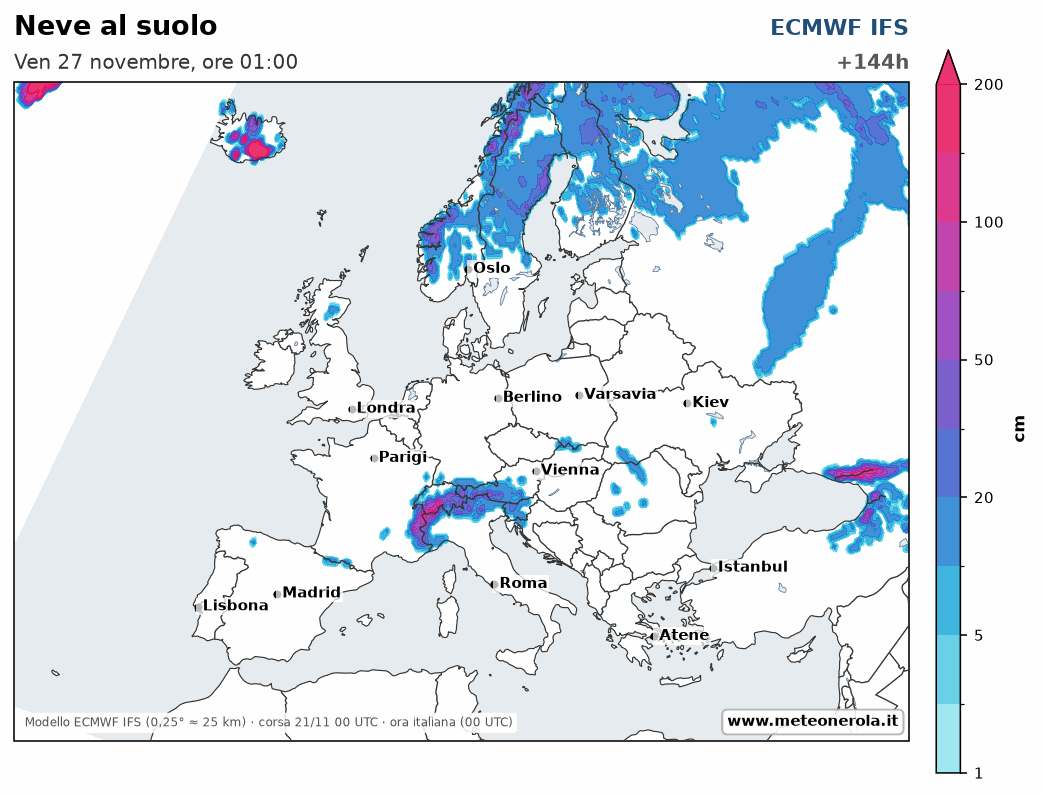 Neve al suolo
ECMWF IFS
Ven 27 novembre, ore 01:00
+144h
200
100
50
20
5
1
cm
Oslo
Londra
Berlino
Varsavia
Kiev
Parigi
Vienna
Istanbul
Roma
Madrid
Lisbona
Atene
Modello ECMWF IFS (0,25° ≈ 25 km) · corsa 21/11 00 UTC · ora italiana (00 UTC)
www.meteonerola.it